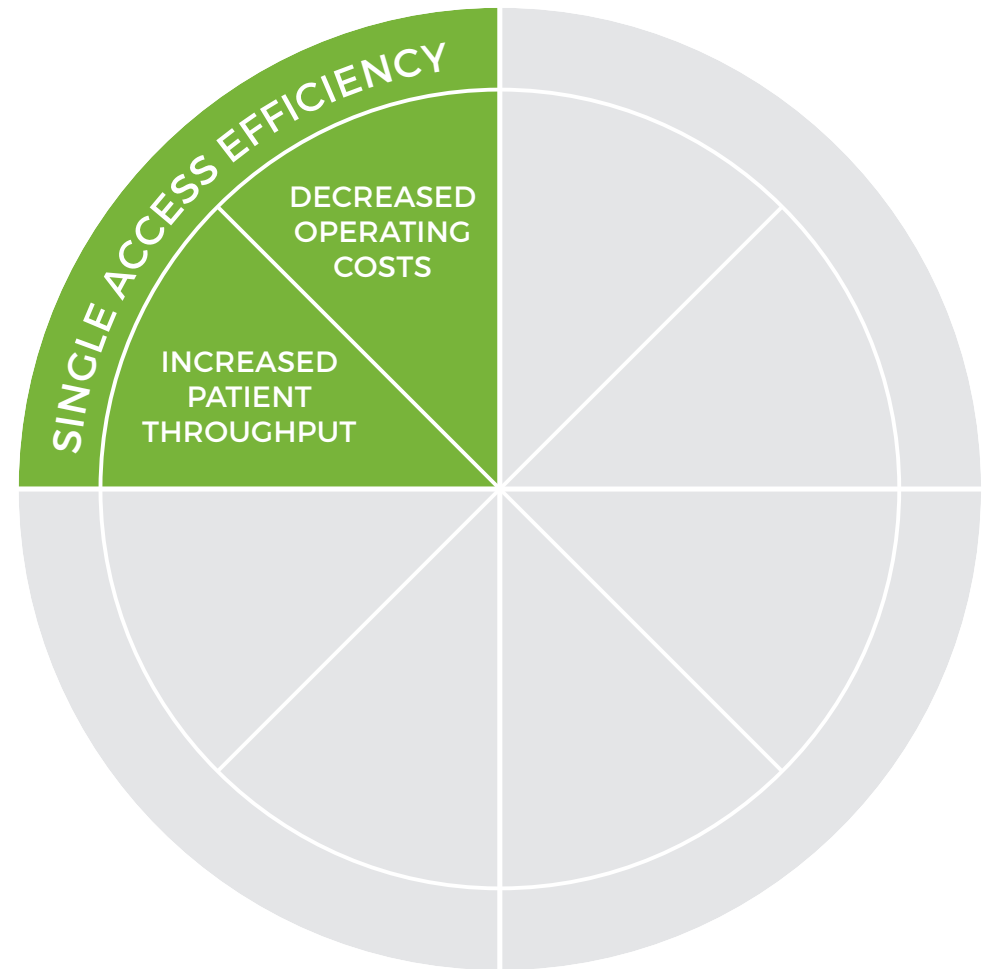 SINGLE ACCESS EFFICIENCY
DECREASED
OPERATING
COSTS
INCREASED
PATIENT
THROUGHPUT